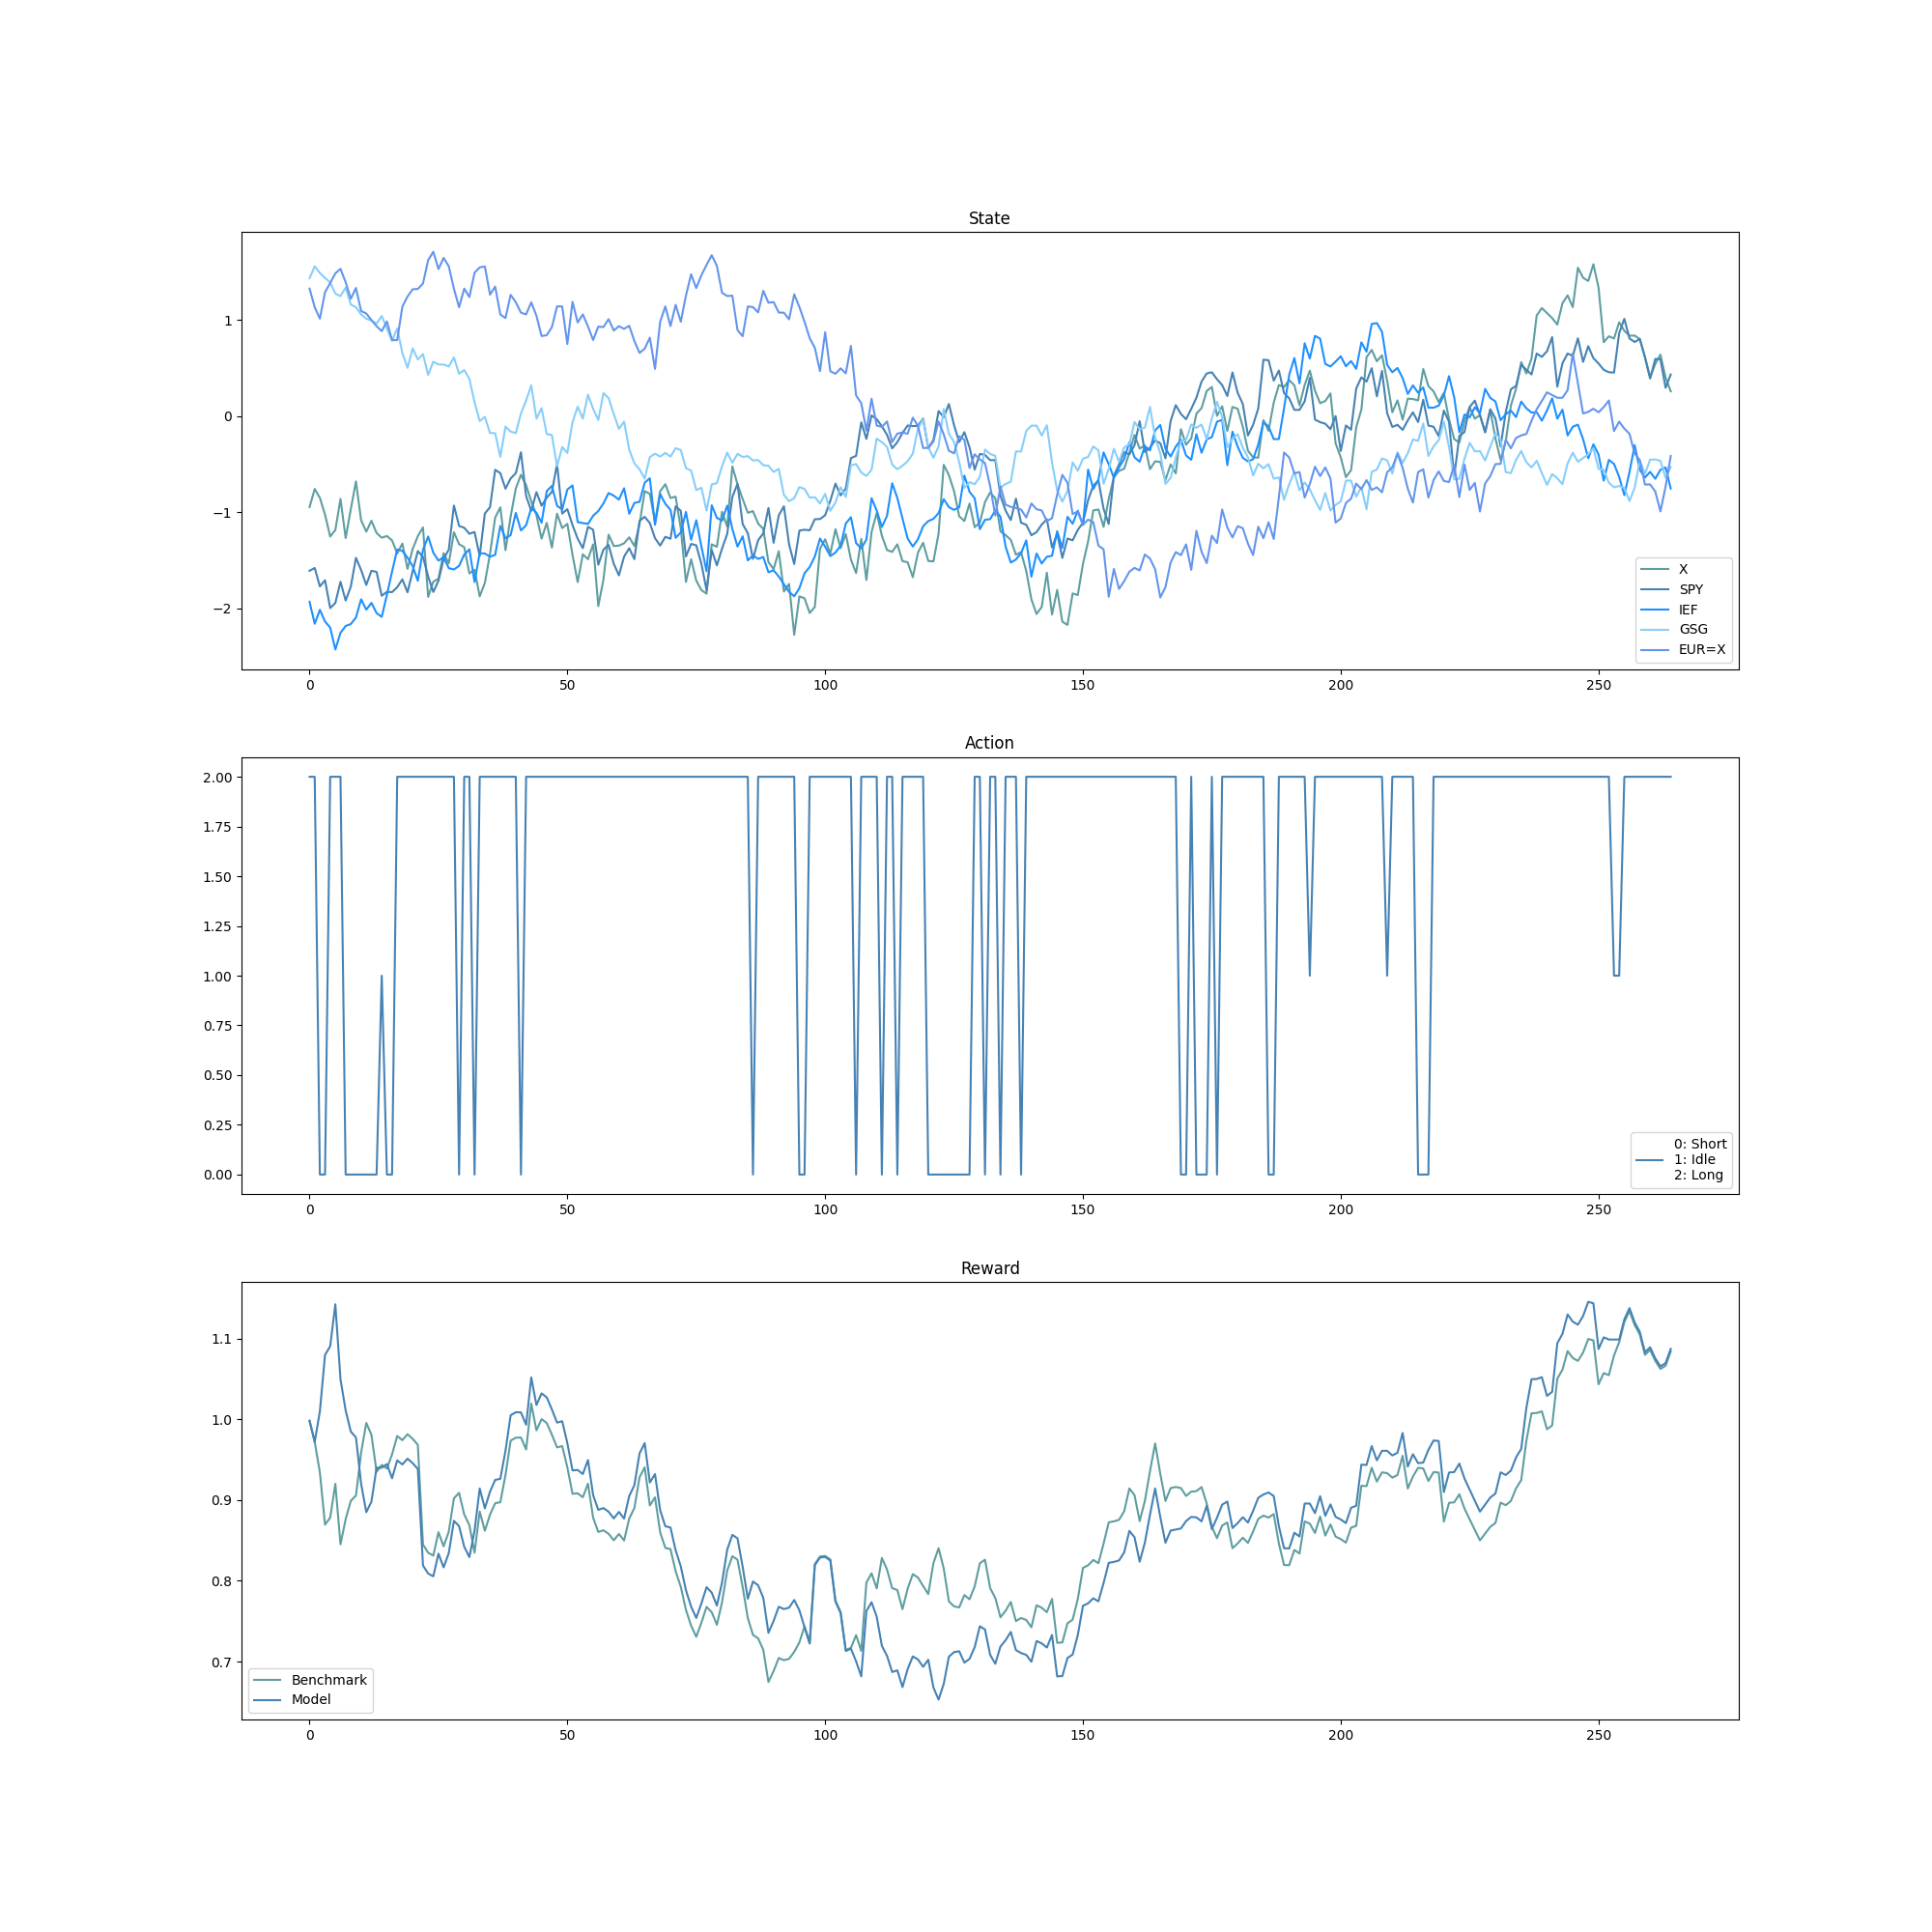 State
1
0
−1
−2
X
SPY
IEF
GSG
EUR=X
0 50 100 150 200 250
Action
2.00
1.75
1.50
1.25
1.00
0.75
0.50
0.25
0.00
0: Short
1: Idle
2: Long
0 50 100 150 200 250
Reward
1.1
1.0
0.9
0.8
0.7
Benchmark
Model
0 50 100 150 200 250